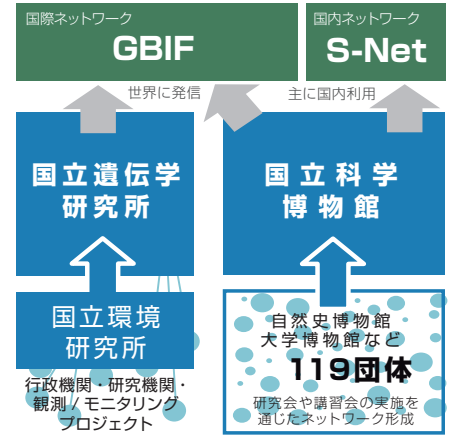 国際ネットワーク
GBIF
国内ネットワーク
S-Net
世界に発信
主に国内利用
国立遺伝学
研究所
国立科学
博物館
国立環境
研究所
行政機関・研究機関・
観測/モニタリング
プロジェクト
自然史博物館
大学博物館など
119団体
研究会や講習会の実施を
通じたネットワーク形成